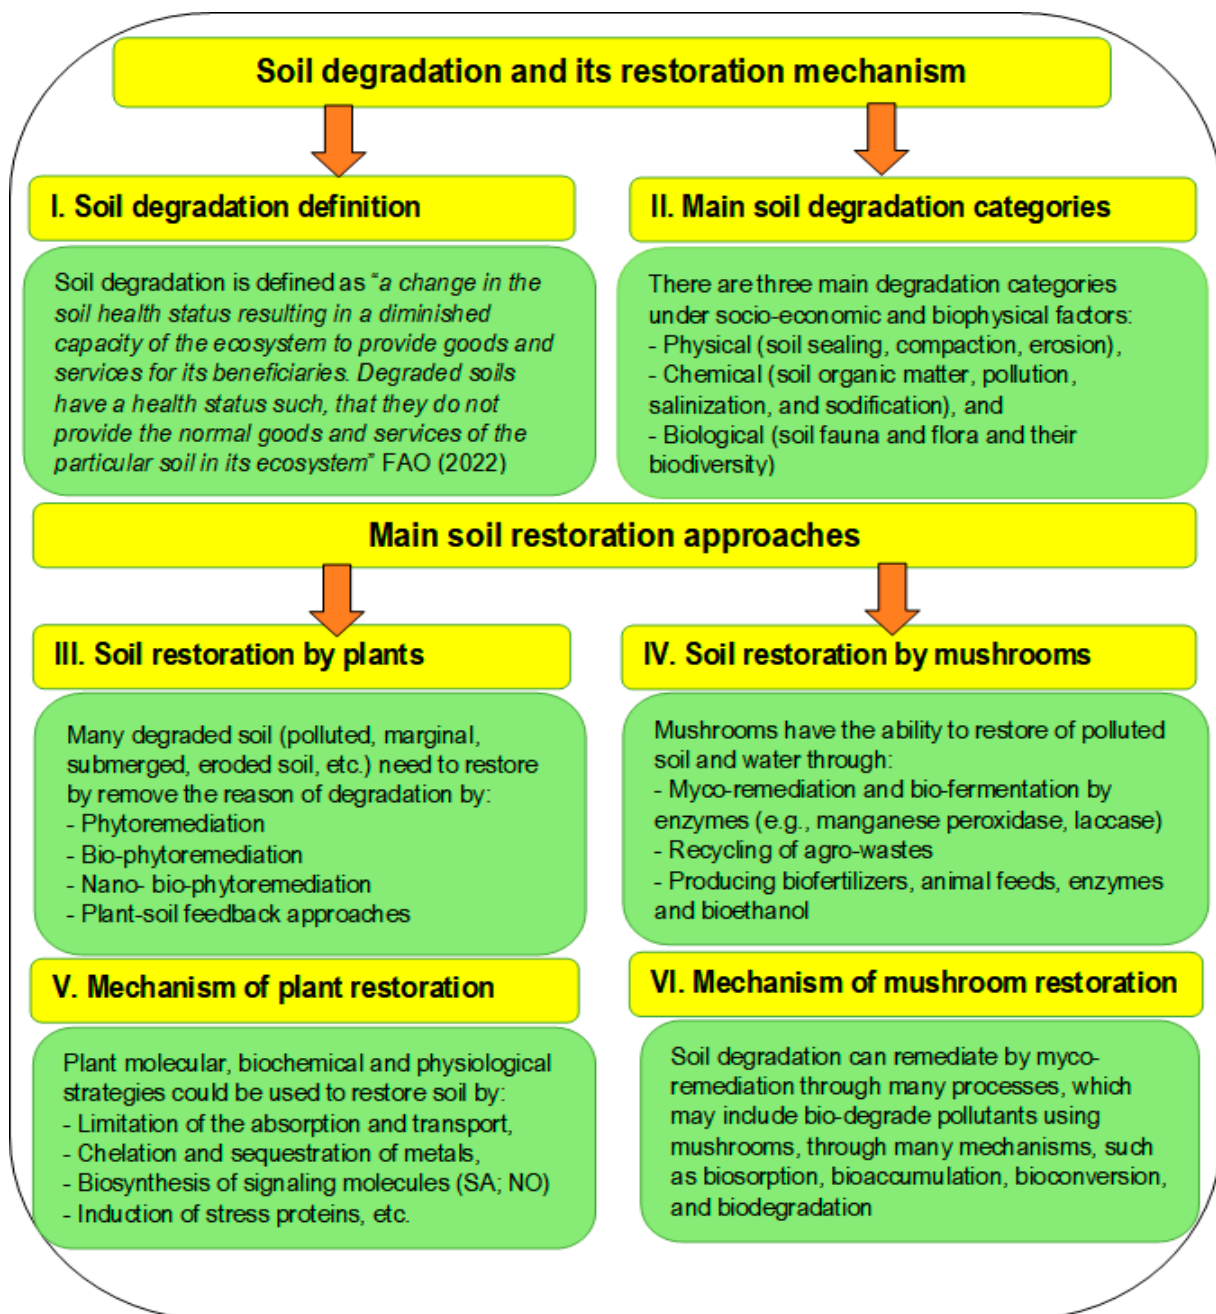 Soil degradation and its restoration mechanism
I. Soil degradation definition
Soil degradation is defined as “a change in the
soil health status resulting in a diminished
capacity of the ecosystem to provide goods and
services for its beneficiaries. Degraded soils
have a health status such, that they do not
provide the normal goods and services of the
particular soil in its ecosystem” FAO (2022)
II. Main soil degradation categories
There are three main degradation categories
under socio-economic and biophysical factors:
- Physical (soil sealing, compaction, erosion),
- Chemical (soil organic matter, pollution,
salinization, and sodification), and
- Biological (soil fauna and flora and their
biodiversity)
Main soil restoration approaches
III. Soil restoration by plants
Many degraded soil (polluted, marginal,
submerged, eroded soil, etc.) need to restore
by remove the reason of degradation by:
- Phytoremediation
- Bio-phytoremediation
- Nano- bio-phytoremediation
- Plant-soil feedback approaches
IV. Soil restoration by mushrooms
Mushrooms have the ability to restore of polluted
soil and water through:
- Myco-remediation and bio-fermentation by
enzymes (e.g., manganese peroxidase, laccase)
- Recycling of agro-wastes
- Producing biofertilizers, animal feeds, enzymes
and bioethanol
V. Mechanism of plant restoration
Plant molecular, biochemical and physiological
strategies could be used to restore soil by:
- Limitation of the absorption and transport,
- Chelation and sequestration of metals,
- Biosynthesis of signaling molecules (SA; NO)
- Induction of stress proteins, etc.
VI. Mechanism of mushroom restoration
Soil degradation can remediate by myco-
remediation through many processes, which
may include bio-degrade pollutants using
mushrooms, through many mechanisms, such
as biosorption, bioaccumulation, bioconversion,
and biodegradation